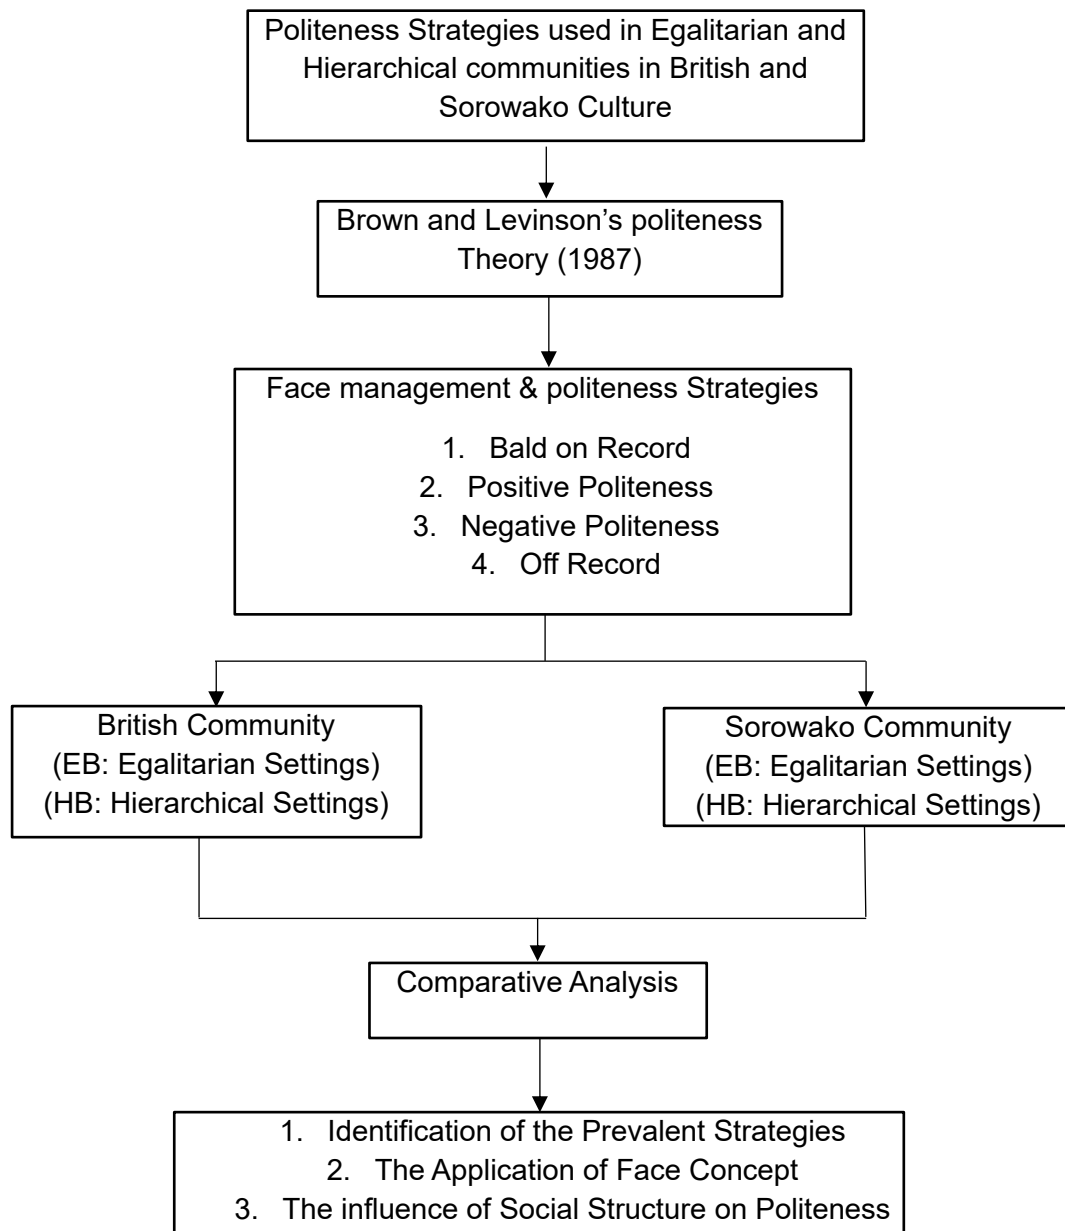 Politeness Strategies used in Egalitarian and
Hierarchical communities in British and
Sorowako Culture
Brown and Levinson’s politeness
Theory (1987)
Face management & politeness Strategies
1. Bald on Record
2. Positive Politeness
3. Negative Politeness
4. Off Record
British Community
(EB: Egalitarian Settings)
(HB: Hierarchical Settings)
Sorowako Community
(EB: Egalitarian Settings)
(HB: Hierarchical Settings)
Comparative Analysis
1. Identification of the Prevalent Strategies
2. The Application of Face Concept
3. The influence of Social Structure on Politeness